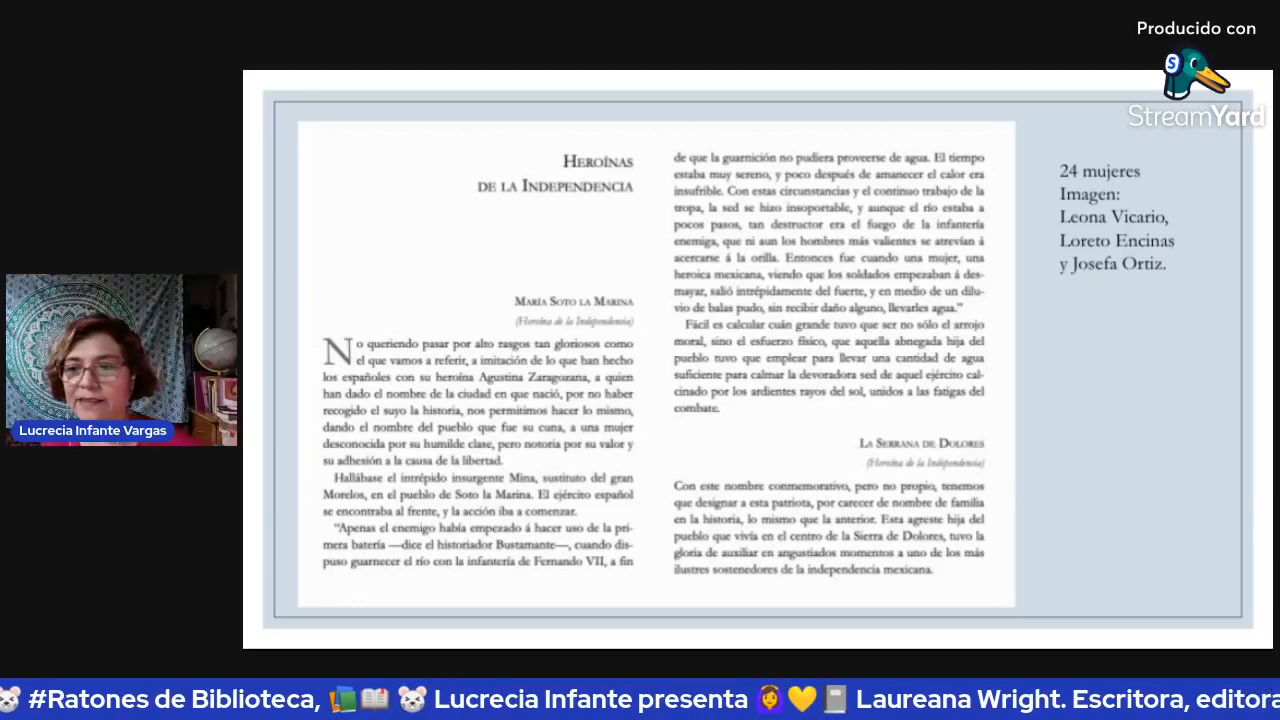 Producido con
StreamYard
HEROÍNAS
DE LA INDEPENDENCIA
MARÍA SOTO LA MARINA
(Heroína de la Independencia)
No queriendo pasar por alto rasgos tan gloriosos como
el que vamos a referir, a imitación de lo que han hecho
los españoles con su heroína Agustina Zaragozana, a quien
han dado el nombre de la ciudad en que nació, por no haber
recogido el suyo la historia, nos permitimos hacer lo mismo,
dando el nombre del pueblo que fue su cuna, a una mujer
desconocida por su humilde clase, pero notoria por su valor y
su adhesión a la causa de la libertad.
Hallábase el intrépido insurgente Mina, sustituto del gran
Morelos, en el pueblo de Soto la Marina. El ejército español
se encontraba al frente, y la acción iba a comenzar.
“Apenas el enemigo había empezado á hacer uso de la pri-
mera batería —dice el historiador Bustamante—, cuando dis-
puso guarnecer el río con la infantería de Fernando VII, a fin
de que la guarnición no pudiera proveerse de agua. El tiempo
estaba muy sereno, y poco después de amanecer el calor era
insufrible. Con estas circunstancias y el continuo trabajo de la
tropa, la sed se hizo insoportable, y aunque el río estaba a
pocos pasos, tan destructor era el fuego de la infantería
enemiga, que ni aun los hombres más valientes se atrevían á
acercarse á la orilla. Entonces fue cuando una mujer, una
heroica mexicana, viendo que los soldados empezaban á des-
mayar, salió intrépidamente del fuerte, y en medio de un dilu-
vio de balas pudo, sin recibir daño alguno, llevarles agua.”
Fácil es calcular cuán grande tuvo que ser no sólo el arrojo
moral, sino el esfuerzo físico, que aquella abnegada hija del
pueblo tuvo que emplear para llevar una cantidad de agua
suficiente para calmar la devoradora sed de aquel ejército cal-
cinado por los ardientes rayos del sol, unidos a las fatigas del
combate.
LA SERRANA DE DOLORES
(Heroína de la Independencia)
Con este nombre conmemorativo, pero no propio, tenemos
que designar a esta patriota, por carecer de nombre de familia
en la historia, lo mismo que la anterior. Esta agreste hija del
pueblo que vivía en el centro de la Sierra de Dolores, tuvo la
gloria de auxiliar en angustiados momentos a uno de los más
ilustres sostenedores de la independencia mexicana.
24 mujeres
Imagen:
Leona Vicario,
Loreto Encinas
y Josefa Ortiz.
Lucrecia Infante Vargas
#Ratones de Biblioteca, Lucrecia Infante presenta Laureana Wright. Escritora, editora